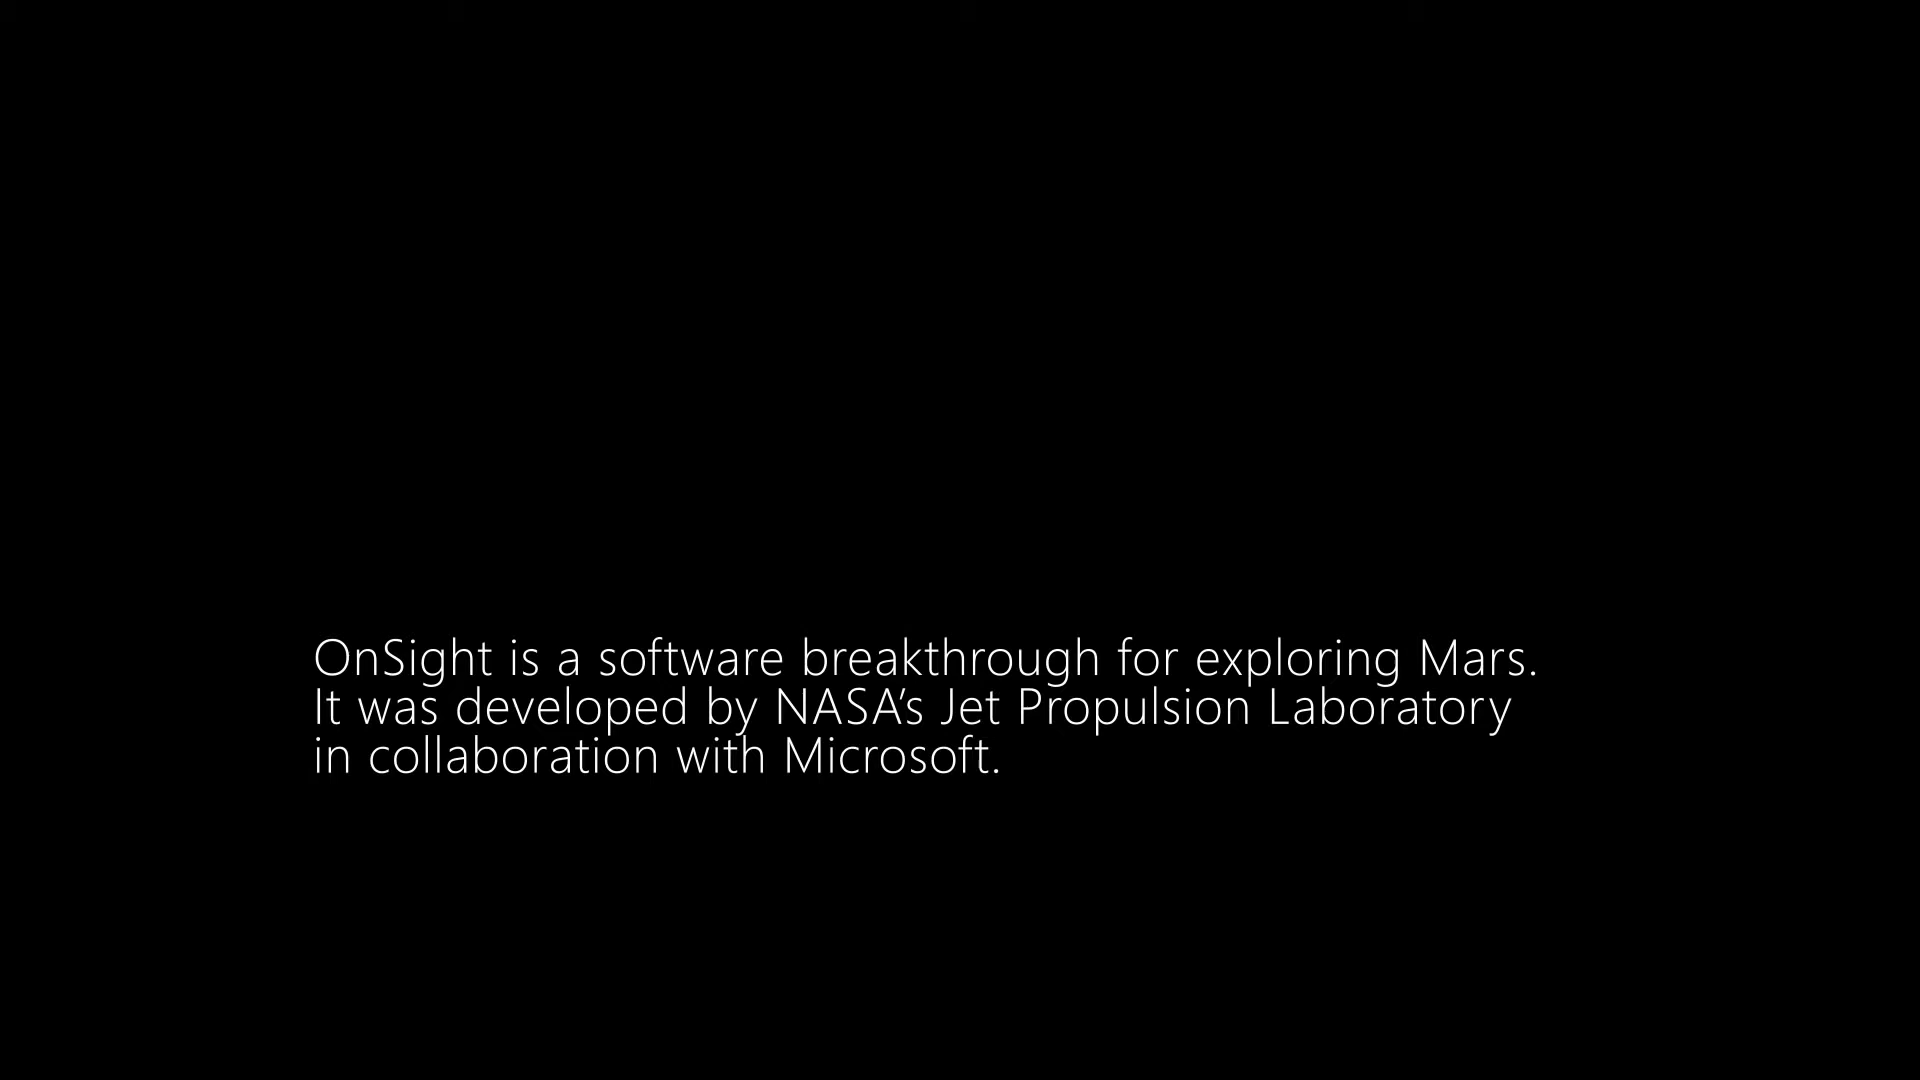 OnSight is a software breakthrough for exploring Mars.
It was developed by NASA‘s Jet Propulsion Laboratory
in collaboration with Microsoft.